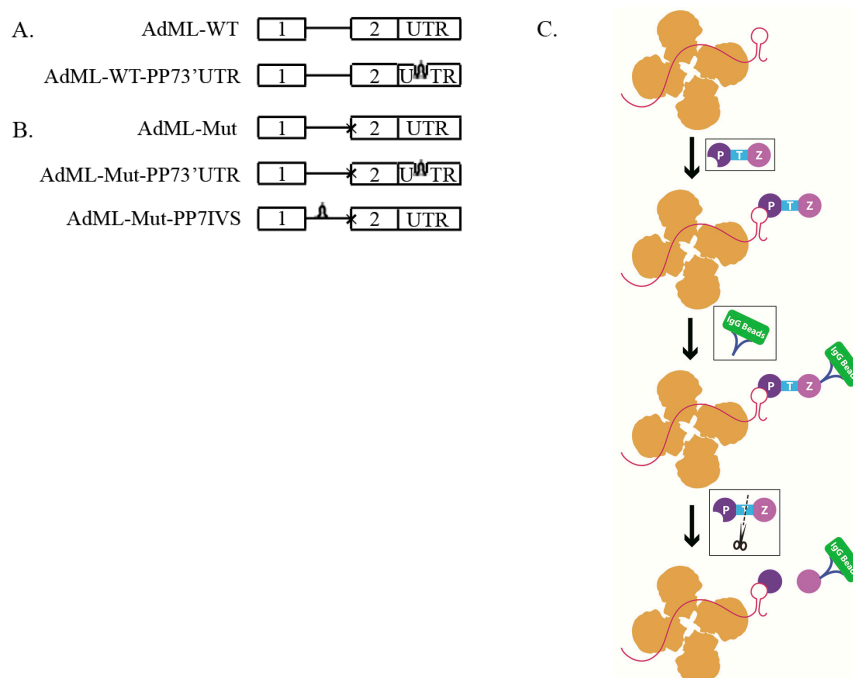 A.
AdML-WT 1 2 UTR
AdML-WT-PP73’UTR 1 2 U TR
B.
AdML-Mut 1 2 UTR
AdML-Mut-PP73’UTR 1 2 U TR
AdML-Mut-PP7IVS 1 2 UTR
C.
P T Z
P T Z
IgG Beads
P T Z IgG Beads
P T Z
IgG Beads